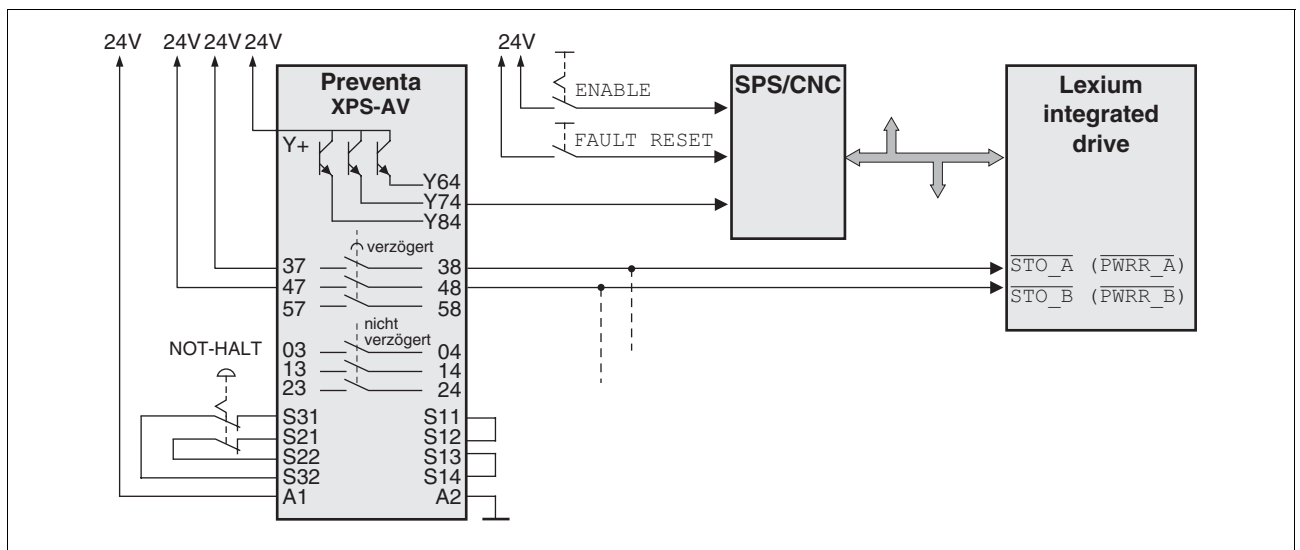 24V 24V 24V 24V 24V
Preventa
XPS-AV
SPS/CNC
Lexium
integrated
drive
ENABLE
FAULT RESET
Y+
Y64
Y74
Y84
verzögert
37 38
47 48
57 58
nicht
verzögert
NOT-HALT
03 04
13 14
23 24
S31 S11
S21 S12
S22 S13
S32 S14
A1 A2
STO_A (PWRR_A)
STO_B (PWRR_B)